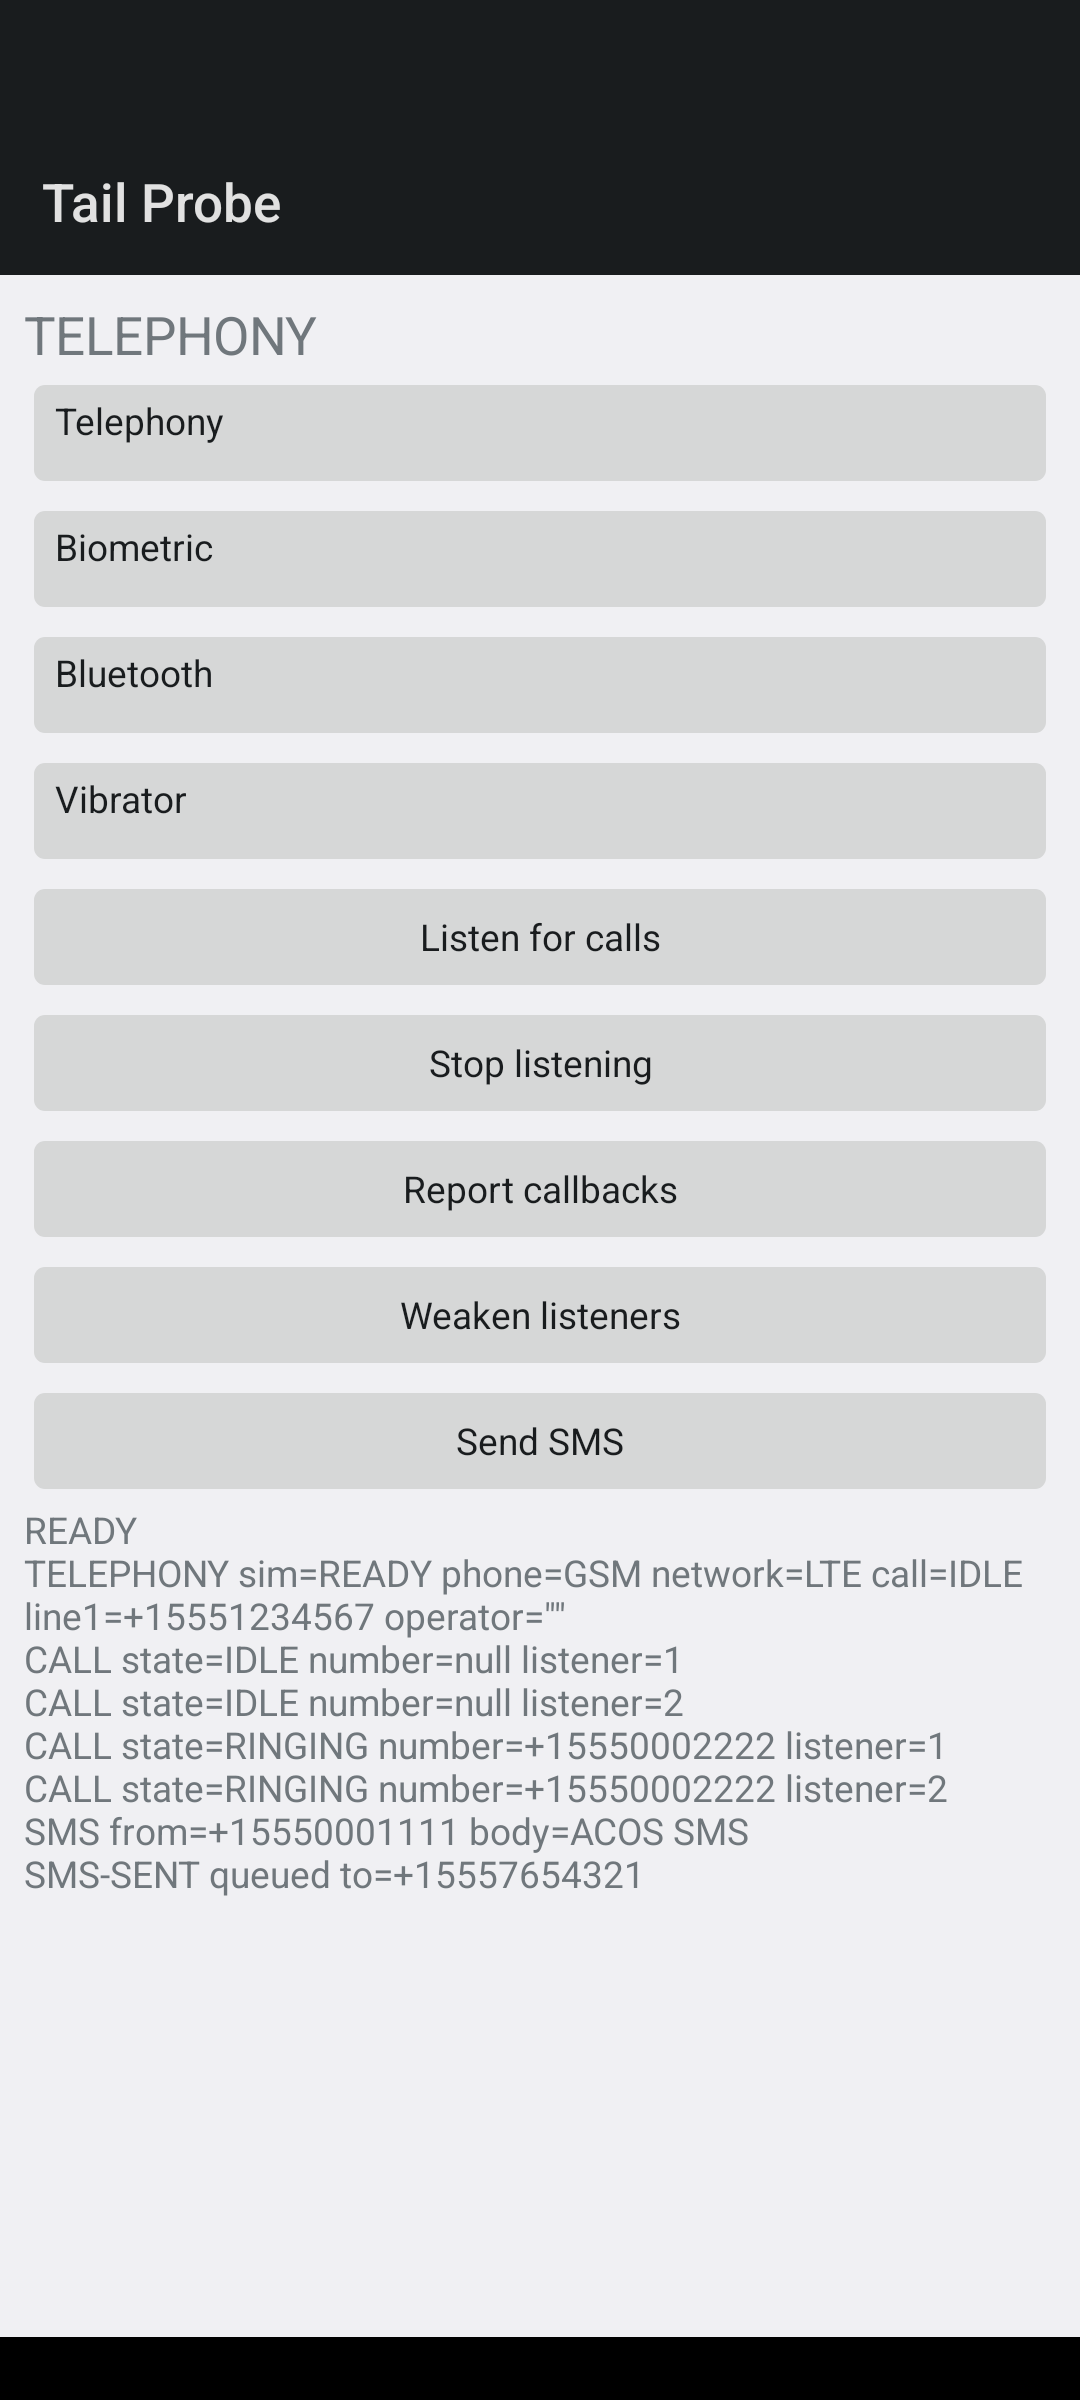 Tail Probe
TELEPHONY
Telephony
Biometric
Bluetooth
Vibrator
Listen for calls
Stop listening
Report callbacks
Weaken listeners
Send SMS
READY
TELEPHONY sim=READY phone=GSM network=LTE call=IDLE
line1=+15551234567 operator=""
CALL state=IDLE number=null listener=1
CALL state=IDLE number=null listener=2
CALL state=RINGING number=+15550002222 listener=1
CALL state=RINGING number=+15550002222 listener=2
SMS from=+15550001111 body=ACOS SMS
SMS-SENT queued to=+15557654321